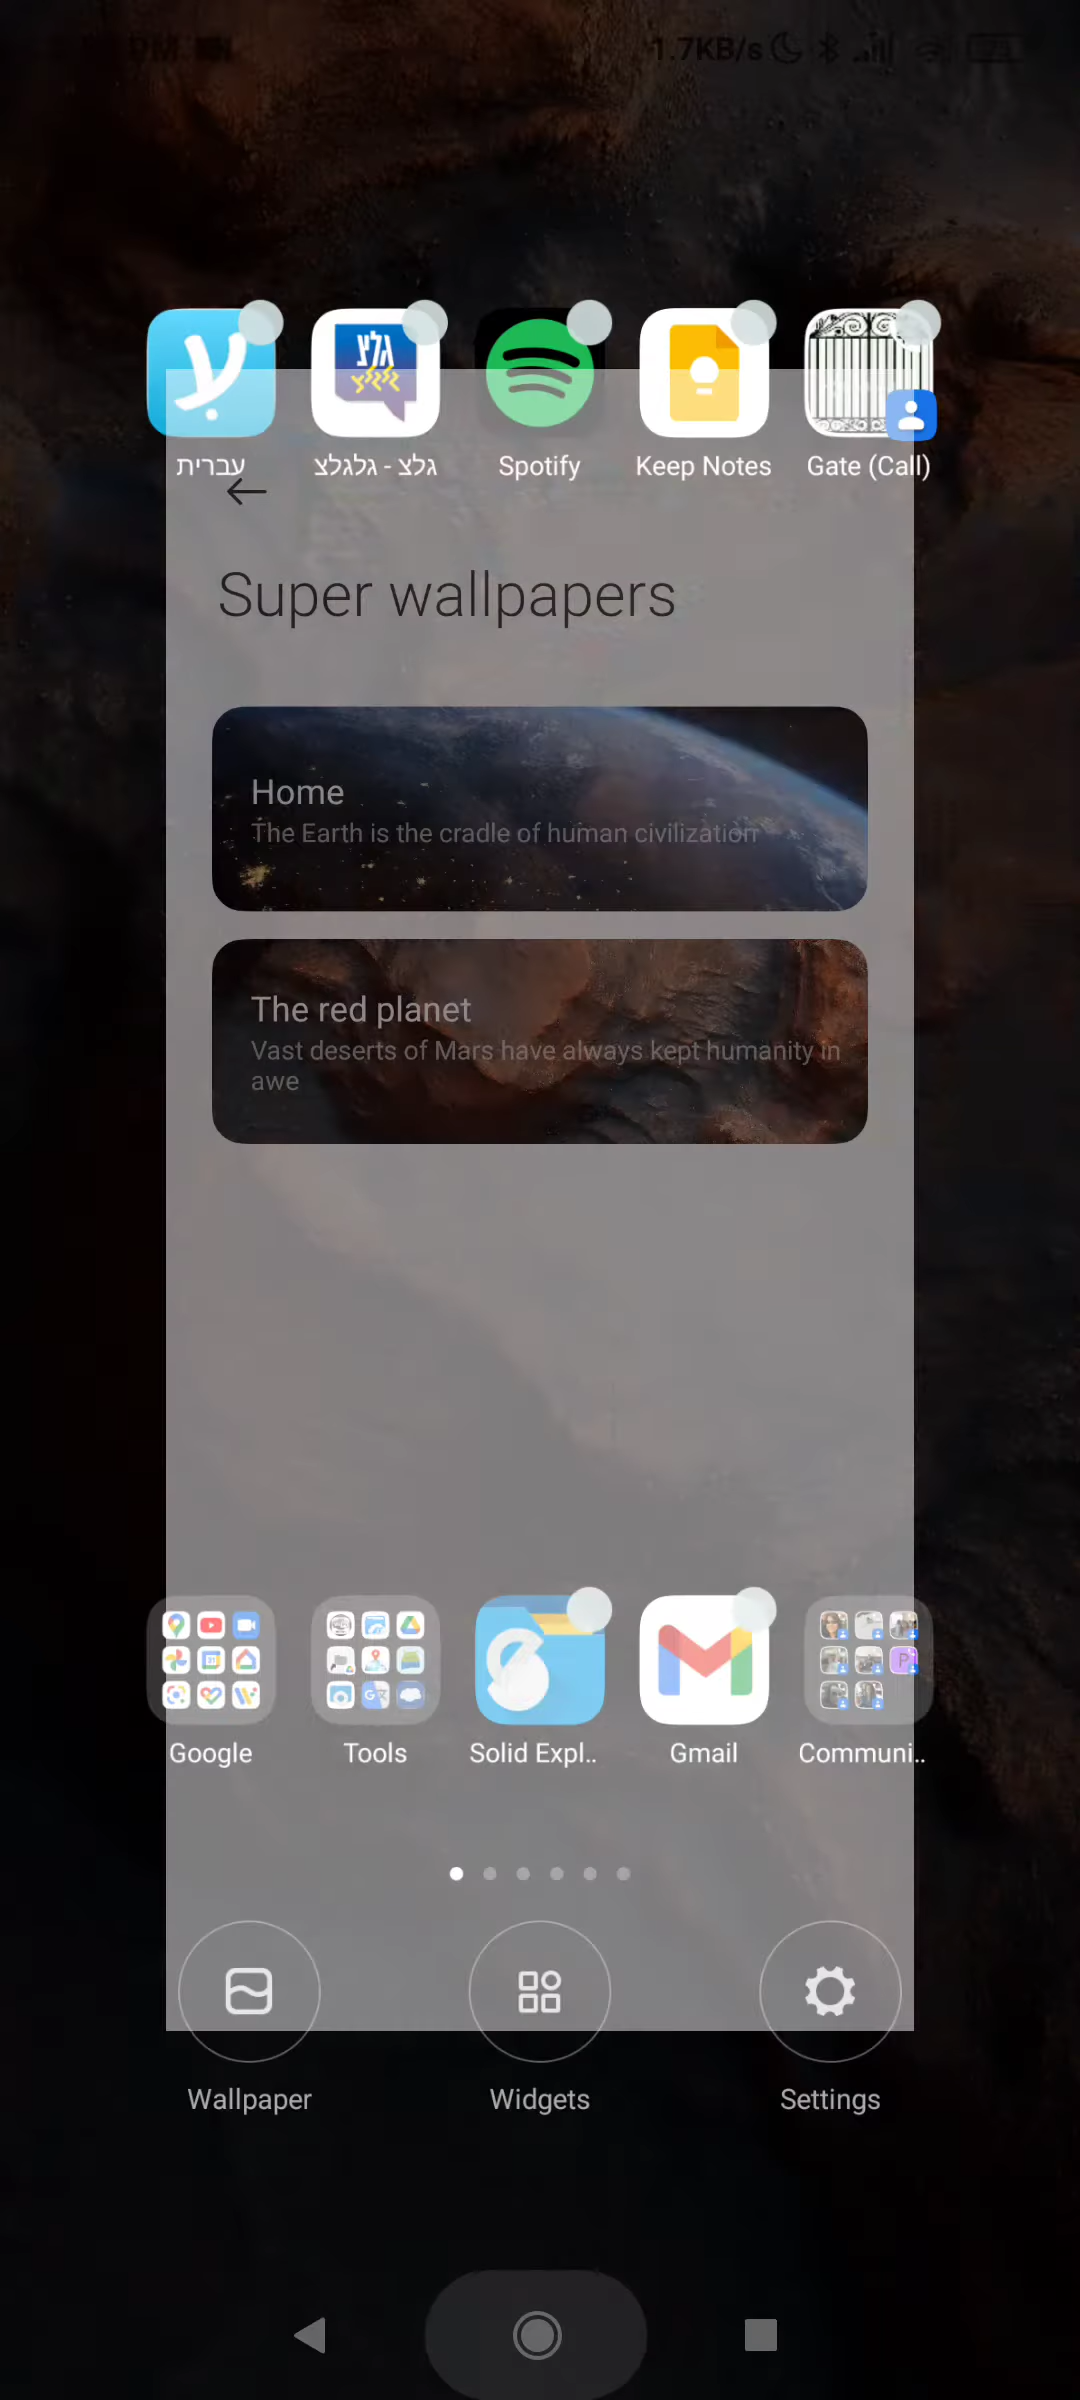 1.7KB/s
עברית
גלצ - גלגלצ
Spotify
Keep Notes
Gate (Call)
Super wallpapers
Home
The Earth is the cradle of human civilization
The red planet
Vast deserts of Mars have always kept humanity in
awe
Google
Tools
Solid Expl..
Gmail
Communi..
Wallpaper
Widgets
Settings